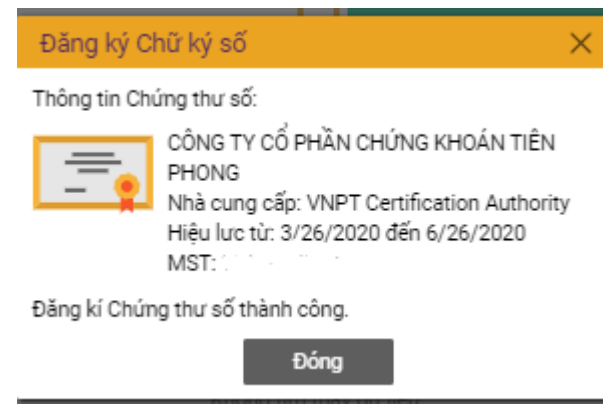 Đăng ký Chữ ký số
Thông tin Chứng thư số:
CÔNG TY CỔ PHẦN CHỨNG KHOÁN TIÊN
PHONG
Nhà cung cấp: VNPT Certification Authority
Hiệu lực từ: 3/26/2020 đến 6/26/2020
MST:
Đăng kí Chứng thư số thành công.
Đóng